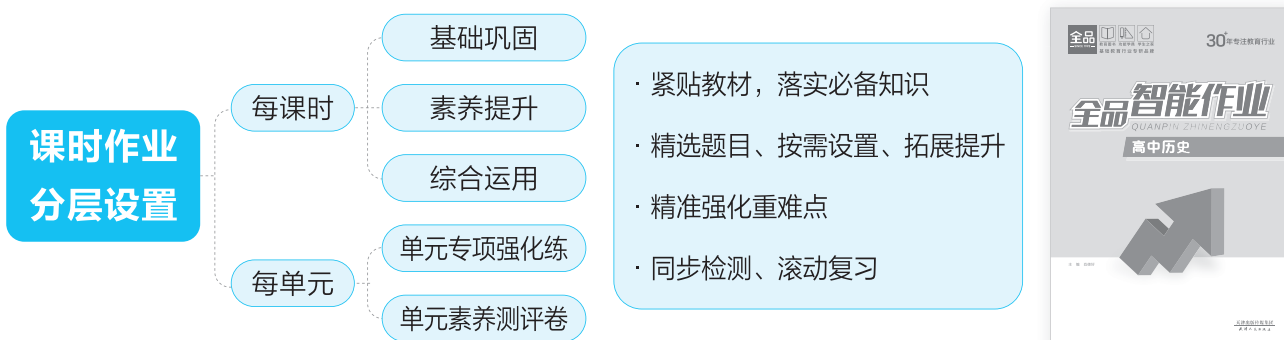 课时作业
分层设置
每课时
基础巩固
素养提升
综合运用
每单元
单元专项强化练
单元素养测评卷
· 紧贴教材，落实必备知识
· 精选题目、按需设置、拓展提升
· 精准强化重难点
· 同步检测、滚动复习
全品
30+年专注教育行业
全品智能作业
QUANPIN ZHINENGZUOYE
高中历史